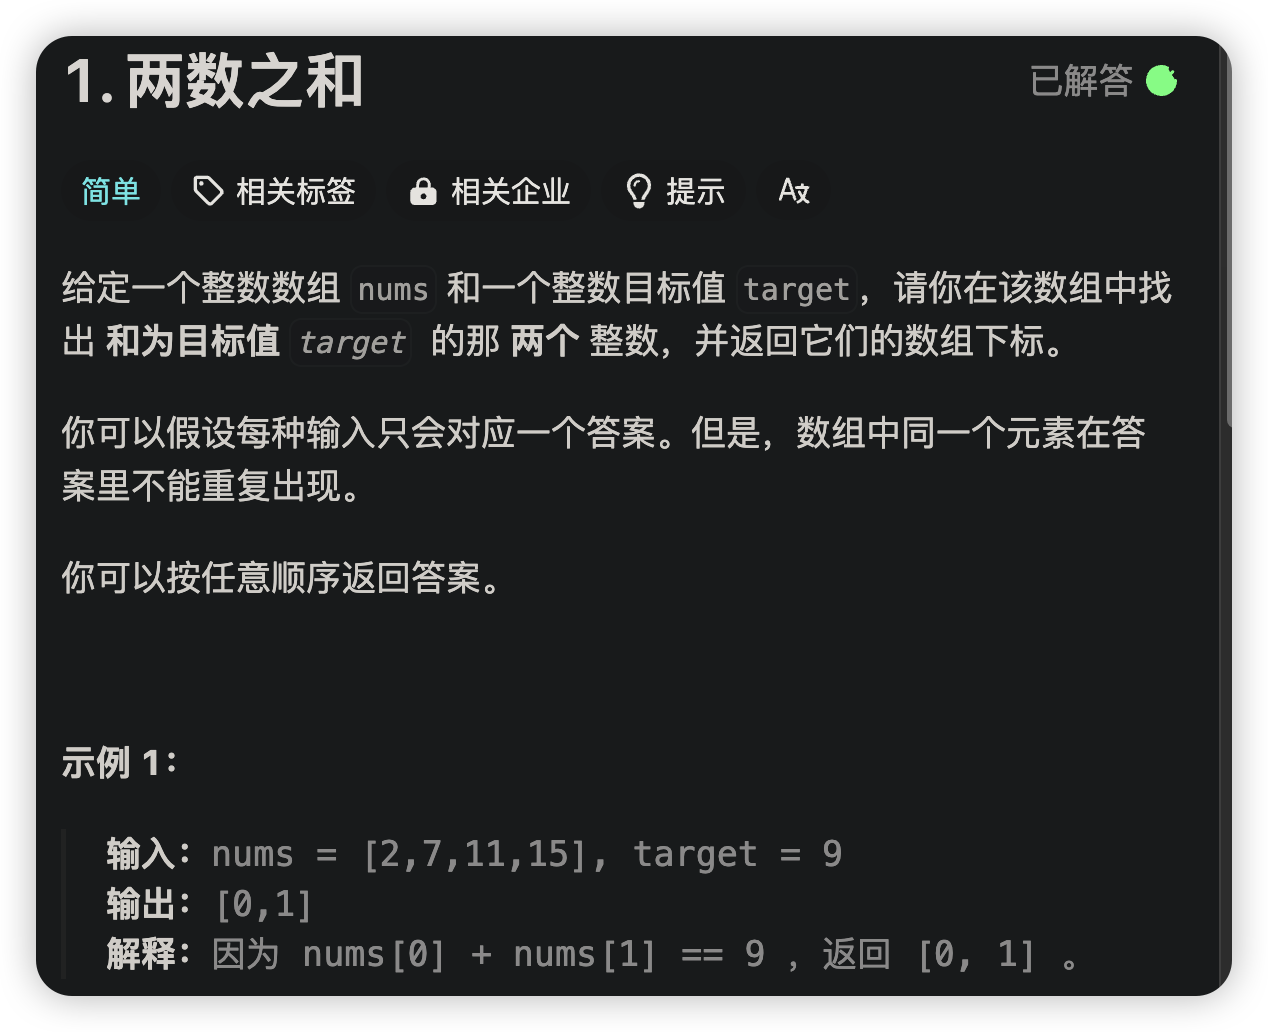 1. 两数之和
已解答
简单 相关标签 相关企业 提示
给定一个整数数组 nums 和一个整数目标值 target，请你在该数组中找
出 和为目标值 target 的那 两个 整数，并返回它们的数组下标。
你可以假设每种输入只会对应一个答案。但是，数组中同一个元素在答
案里不能重复出现。
你可以按任意顺序返回答案。
示例 1：
输入：nums = [2,7,11,15], target = 9
输出：[0,1]
解释：因为 nums[0] + nums[1] == 9 ，返回 [0, 1] 。